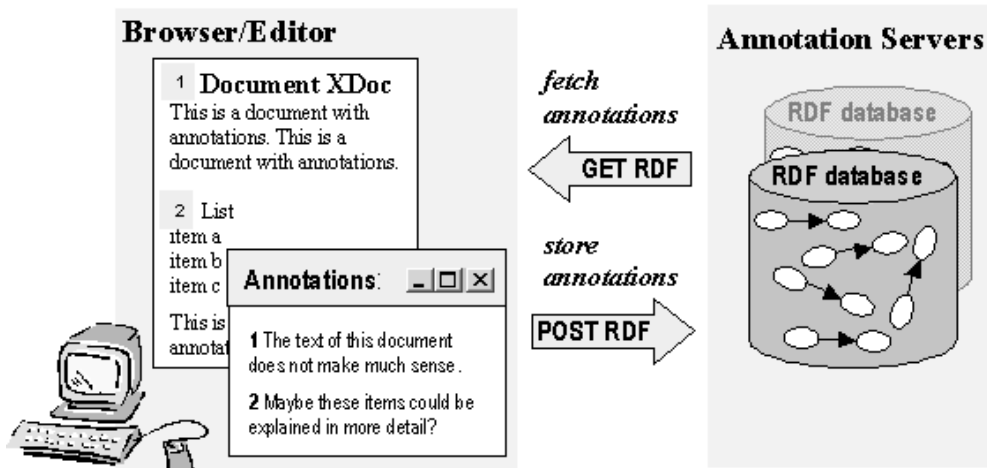 Browser/Editor
1 Document XDoc
This is a document with
annotations. This is a
document with annotations.
2 List
item a
item b
item c
This is
annotat
Annotations:
1 The text of this document
does not make much sense.
2 Maybe these items could be
explained in more detail?
fetch
annotations
GET RDF
store
annotations
POST RDF
Annotation Servers
RDF database
RDF database